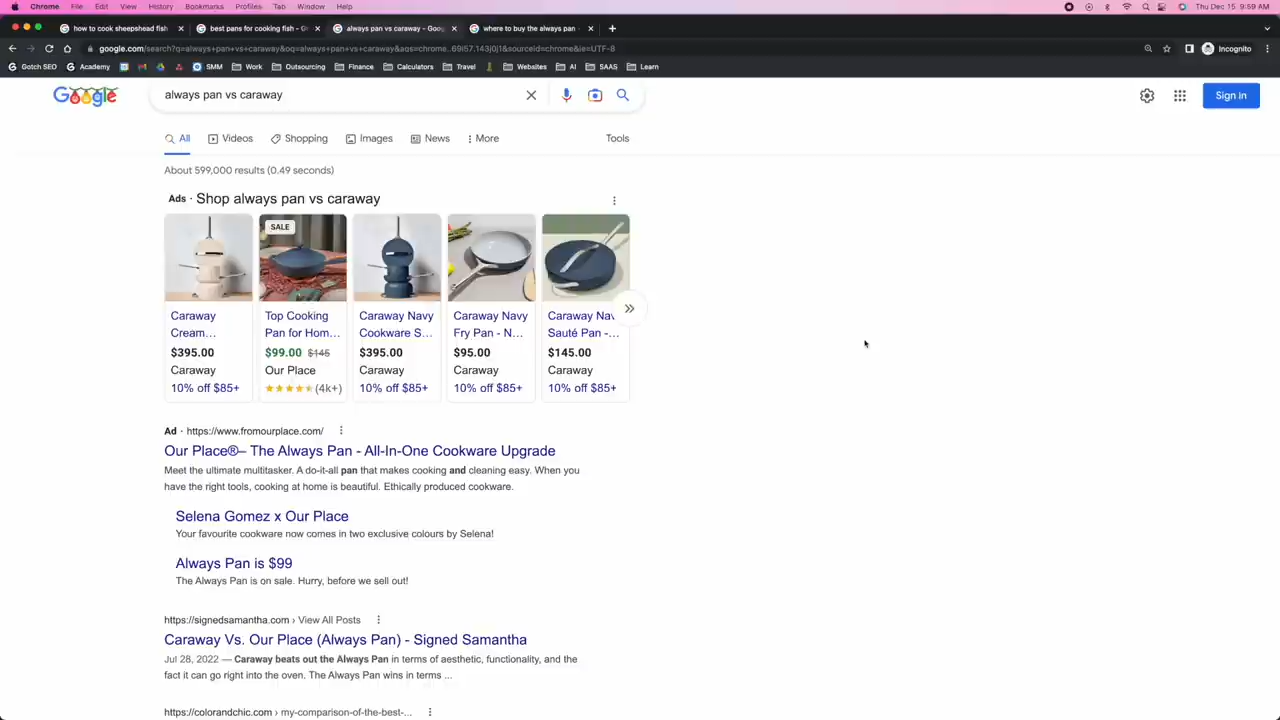 Chrome File Edit View History Bookmarks Profiles Tab Window Help Thu Dec 15 9:59 AM
how to cook sheepshead fish best pans for cooking fish - G always pan vs caraway - Goo where to buy the always pan
google.com/search?q=always+pan+vs+caraway&oq=always+pan+vs+caraway&aqs=chrome..69i57.143j0j1&sourceid=chrome&ie=UTF-8 Incognito
Gotch SEO Academy SMM Work Outsourcing Finance Calculators Travel Websites AI SAAS Learn
Google always pan vs caraway Sign in
All Videos Shopping Images News More Tools
About 599,000 results (0.49 seconds)
Ads · Shop always pan vs caraway
SALE
Caraway Cream…
$395.00
Caraway
10% off $85+
Top Cooking Pan for Hom…
$99.00 $145
Our Place
(4k+)
Caraway Navy Cookware S…
$395.00
Caraway
10% off $85+
Caraway Navy Fry Pan - N…
$95.00
Caraway
10% off $85+
Caraway Nav Sauté Pan -…
$145.00
Caraway
10% off $85+
Ad · https://www.fromourplace.com/
Our Place®– The Always Pan - All-In-One Cookware Upgrade
Meet the ultimate multitasker. A do-it-all pan that makes cooking and cleaning easy. When you
have the right tools, cooking at home is beautiful. Ethically produced cookware.
Selena Gomez x Our Place
Your favourite cookware now comes in two exclusive colours by Selena!
Always Pan is $99
The Always Pan is on sale. Hurry, before we sell out!
https://signedsamantha.com › View All Posts
Caraway Vs. Our Place (Always Pan) - Signed Samantha
Jul 28, 2022 — Caraway beats out the Always Pan in terms of aesthetic, functionality, and the
fact it can go right into the oven. The Always Pan wins in terms ...
https://colorandchic.com › my-comparison-of-the-best-...